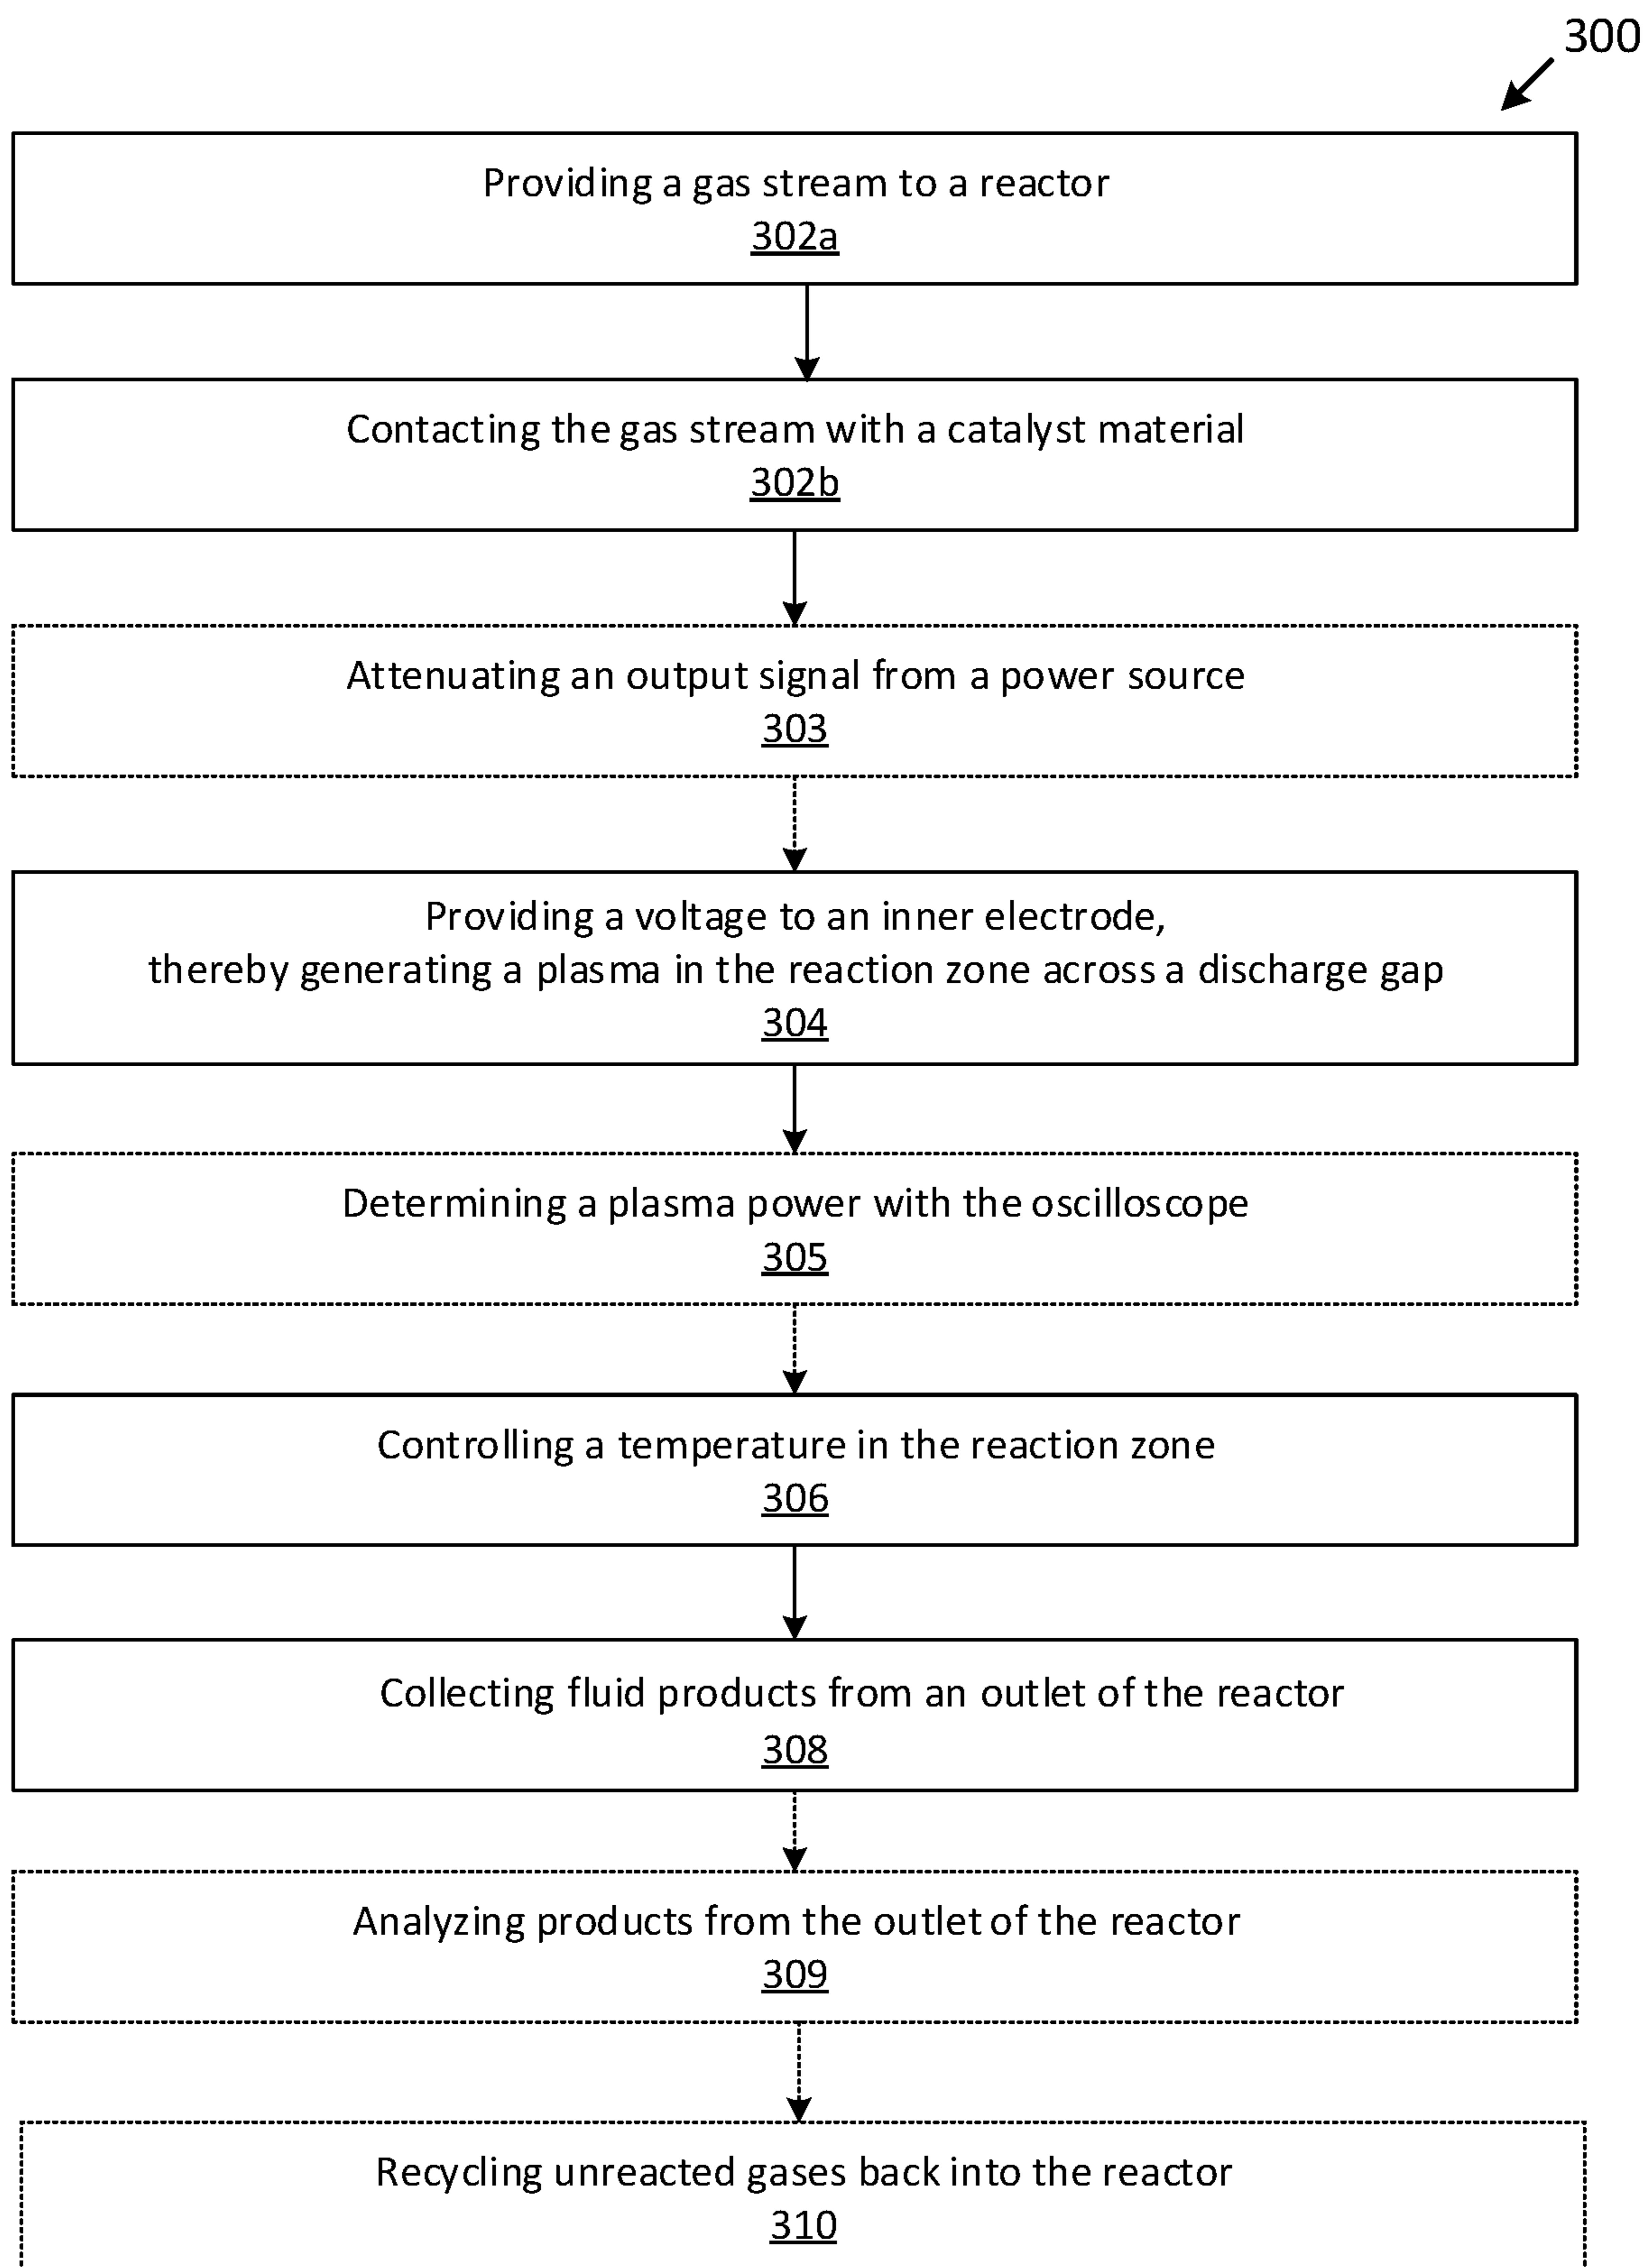 300
Providing a gas stream to a reactor
302a
Contacting the gas stream with a catalyst material
302b
Attenuating an output signal from a power source
303
Providing a voltage to an inner electrode,
thereby generating a plasma in the reaction zone across a discharge gap
304
Determining a plasma power with the oscilloscope
305
Controlling a temperature in the reaction zone
306
Collecting fluid products from an outlet of the reactor
308
Analyzing products from the outlet of the reactor
309
Recycling unreacted gases back into the reactor
310